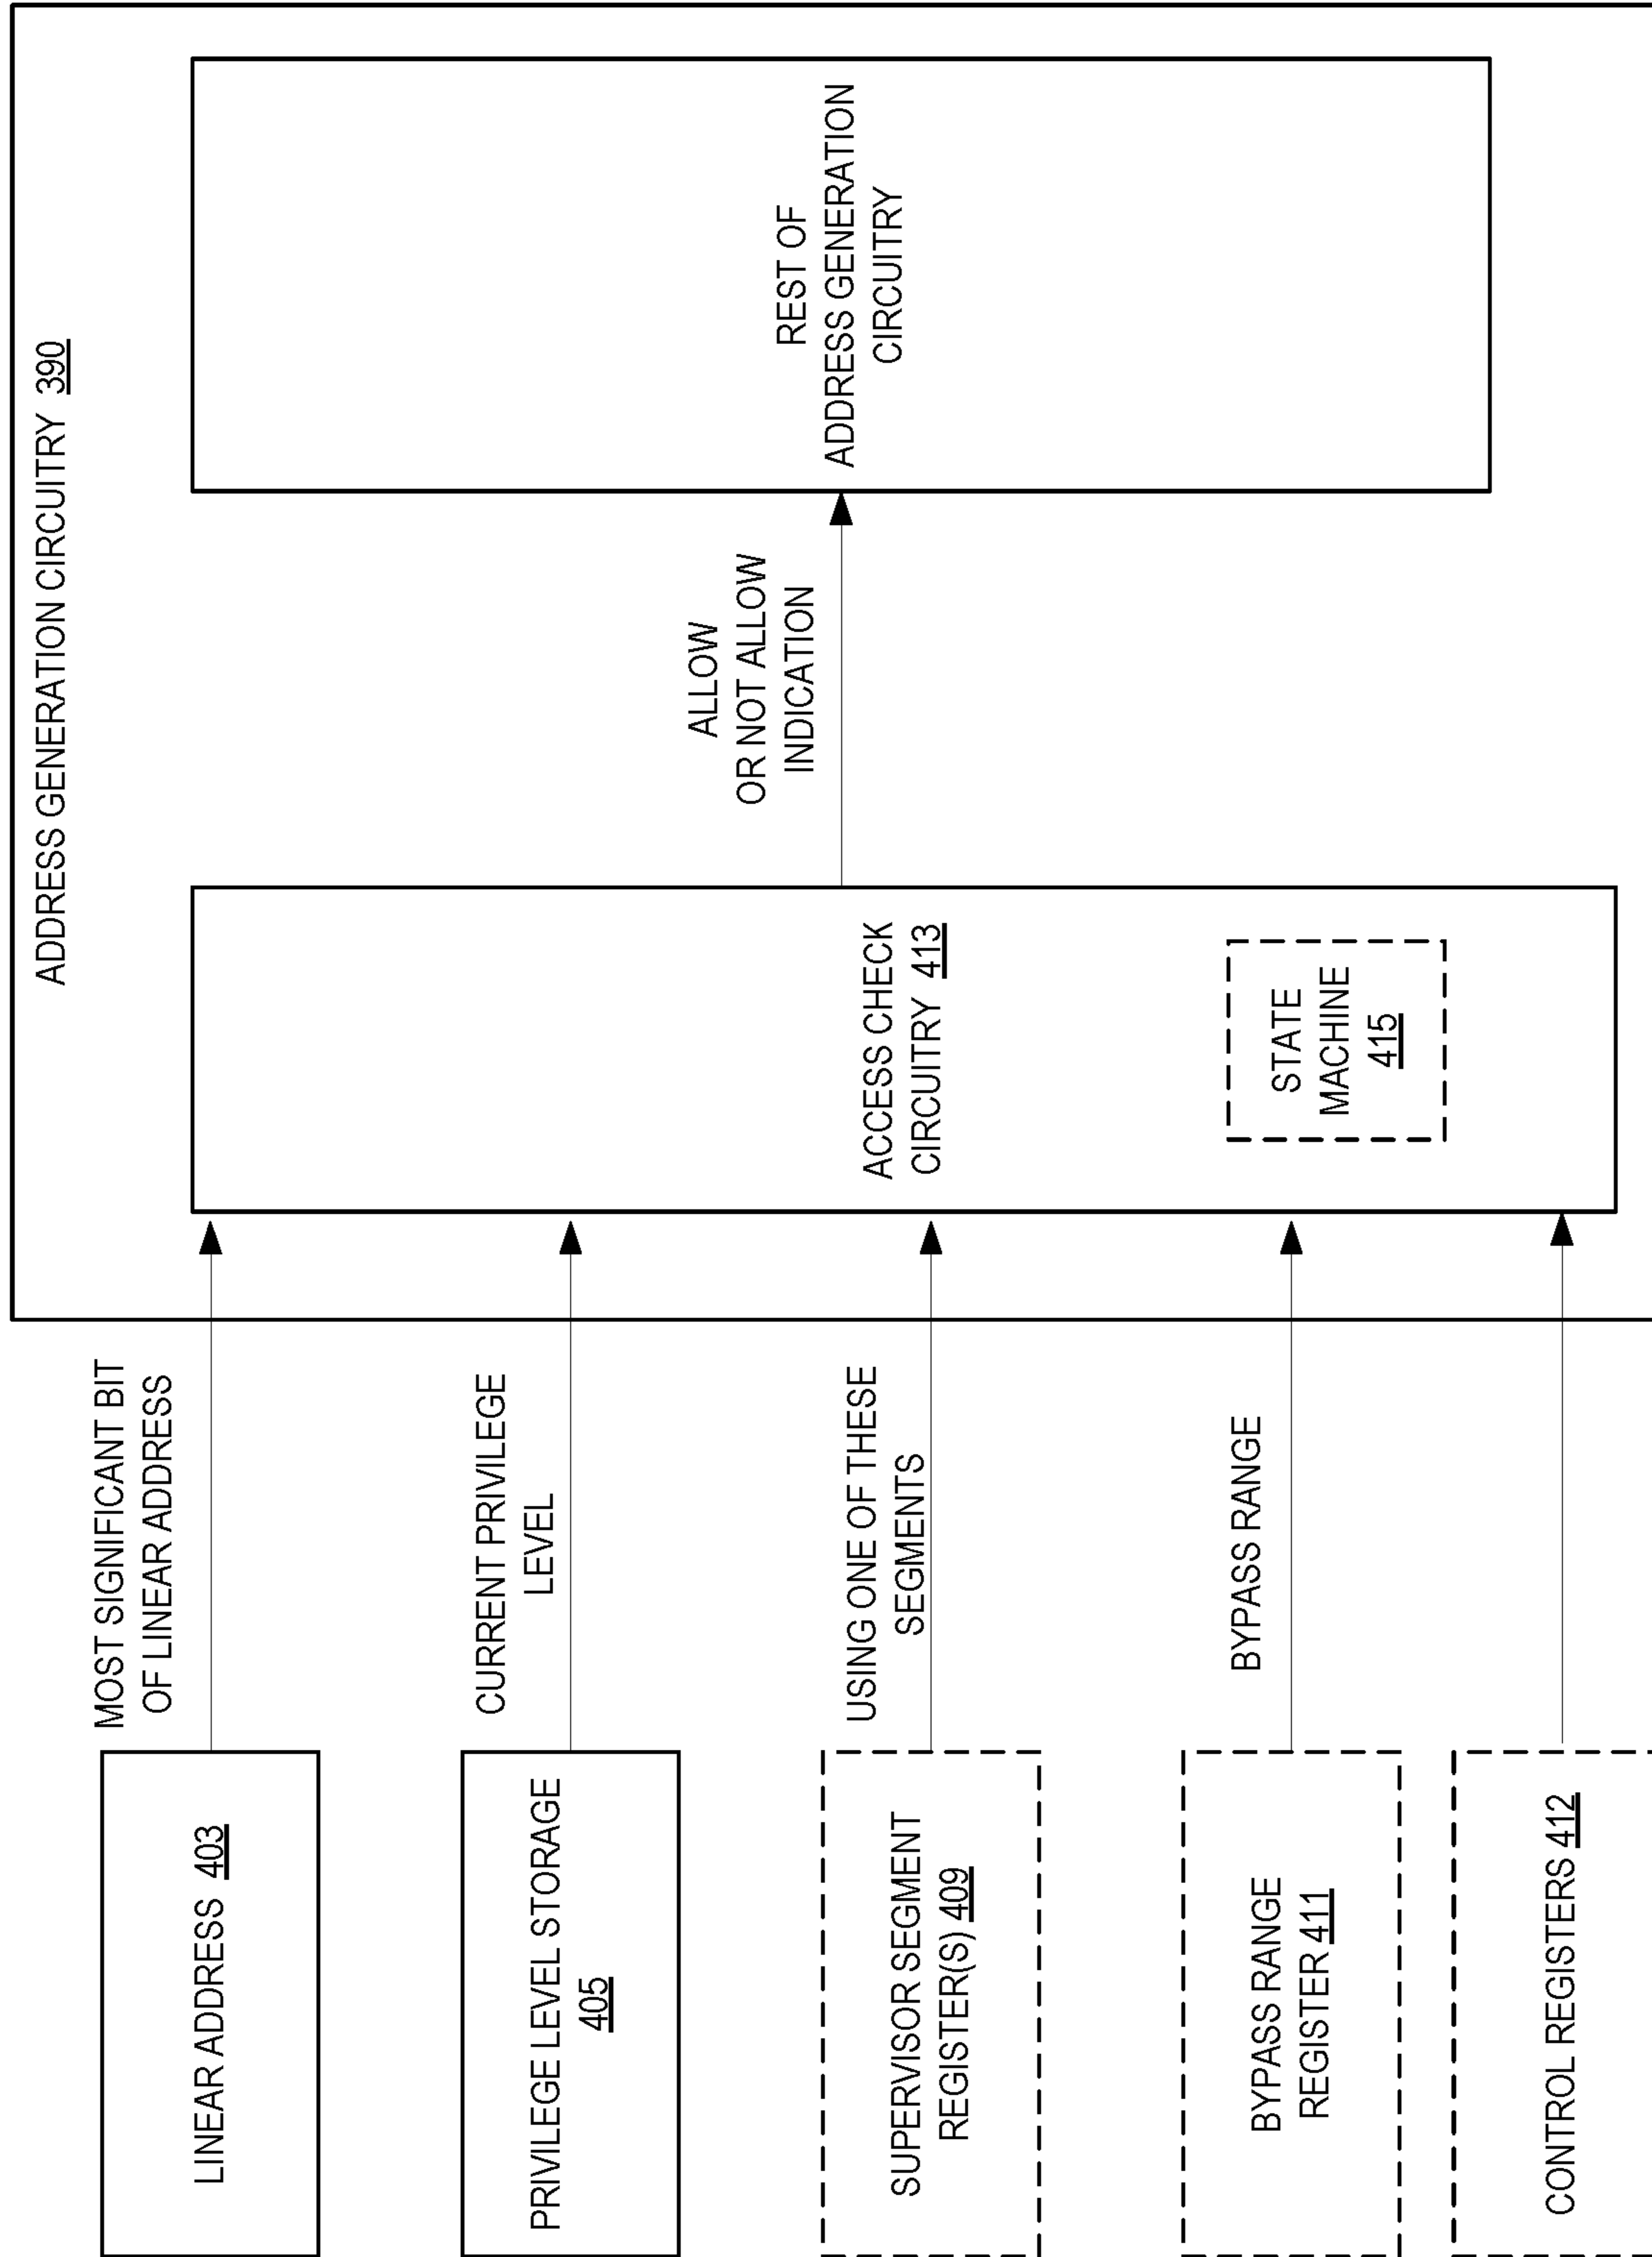 ADDRESS GENERATION CIRCUITRY 390
LINEAR ADDRESS 403
MOST SIGNIFICANT BIT
OF LINEAR ADDRESS
PRIVILEGE LEVEL STORAGE
405
CURRENT PRIVILEGE
LEVEL
SUPERVISOR SEGMENT
REGISTER(S) 409
USING ONE OF THESE
SEGMENTS
BYPASS RANGE
REGISTER 411
BYPASS RANGE
CONTROL REGISTERS 412
ACCESS CHECK
CIRCUITRY 413
STATE
MACHINE
415
ALLOW
OR NOT ALLOW
INDICATION
REST OF
ADDRESS GENERATION
CIRCUITRY